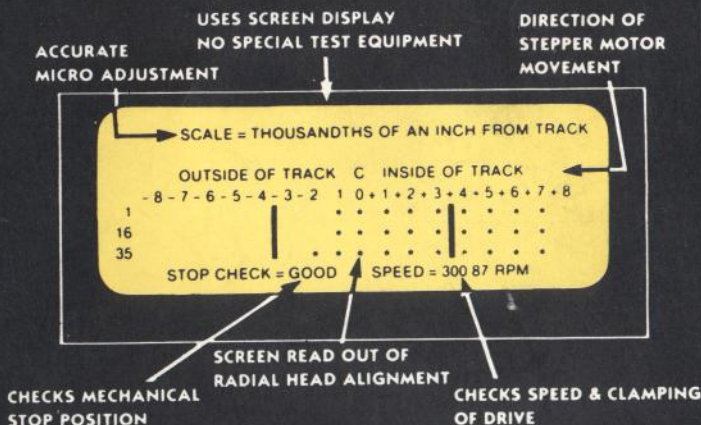 USES SCREEN DISPLAY
NO SPECIAL TEST EQUIPMENT
DIRECTION OF
STEPPER MOTOR
MOVEMENT
ACCURATE
MICRO ADJUSTMENT
SCALE = THOUSANDTHS OF AN INCH FROM TRACK
OUTSIDE OF TRACK C INSIDE OF TRACK
- 8 - 7 - 6 - 5 - 4 - 3 - 2 1 0 + 1 + 2 + 3 + 4 + 5 + 6 + 7 + 8
1
16
35
STOP CHECK = GOOD SPEED = 300 87 RPM
SCREEN READ OUT OF
RADIAL HEAD ALIGNMENT
CHECKS MECHANICAL
STOP POSITION
CHECKS SPEED & CLAMPING
OF DRIVE